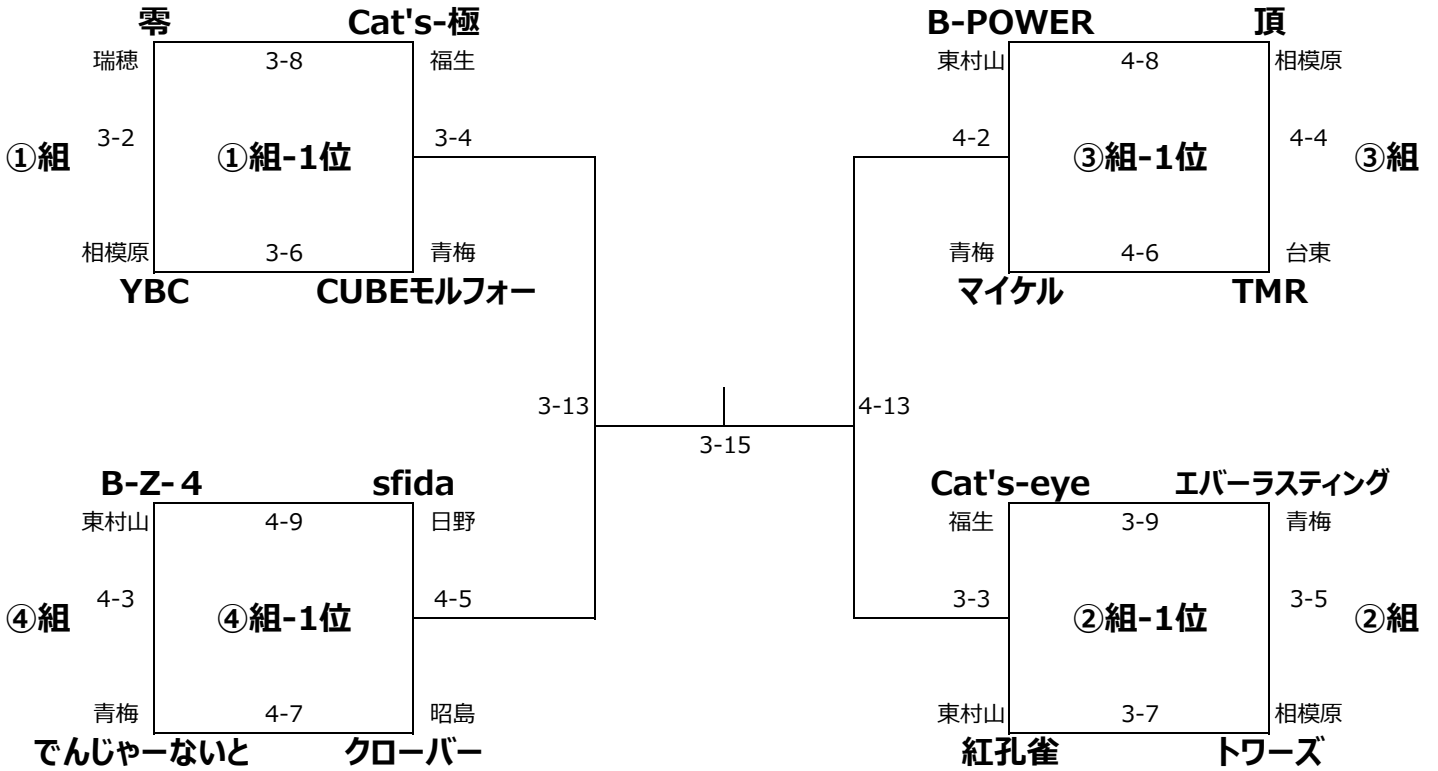 零 Cat's-極 B-POWER 頂
瑞穂 3-8 福生 東村山 4-8 相模原
3-2 3-4 4-2 4-4
①組 ①組-1位 ③組-1位 ③組
相模原 3-6 青梅 青梅 4-6 台東
YBC CUBEモルフォー マイケル TMR
3-13 4-13
3-15
B-Z-４ sfida Cat's-eye エバーラスティング
東村山 4-9 日野 福生 3-9 青梅
4-3 4-5 3-3 3-5
④組 ④組-1位 ②組-1位 ②組
青梅 4-7 昭島 東村山 3-7 相模原
でんじゃーないと クローバー 紅孔雀 トワーズ